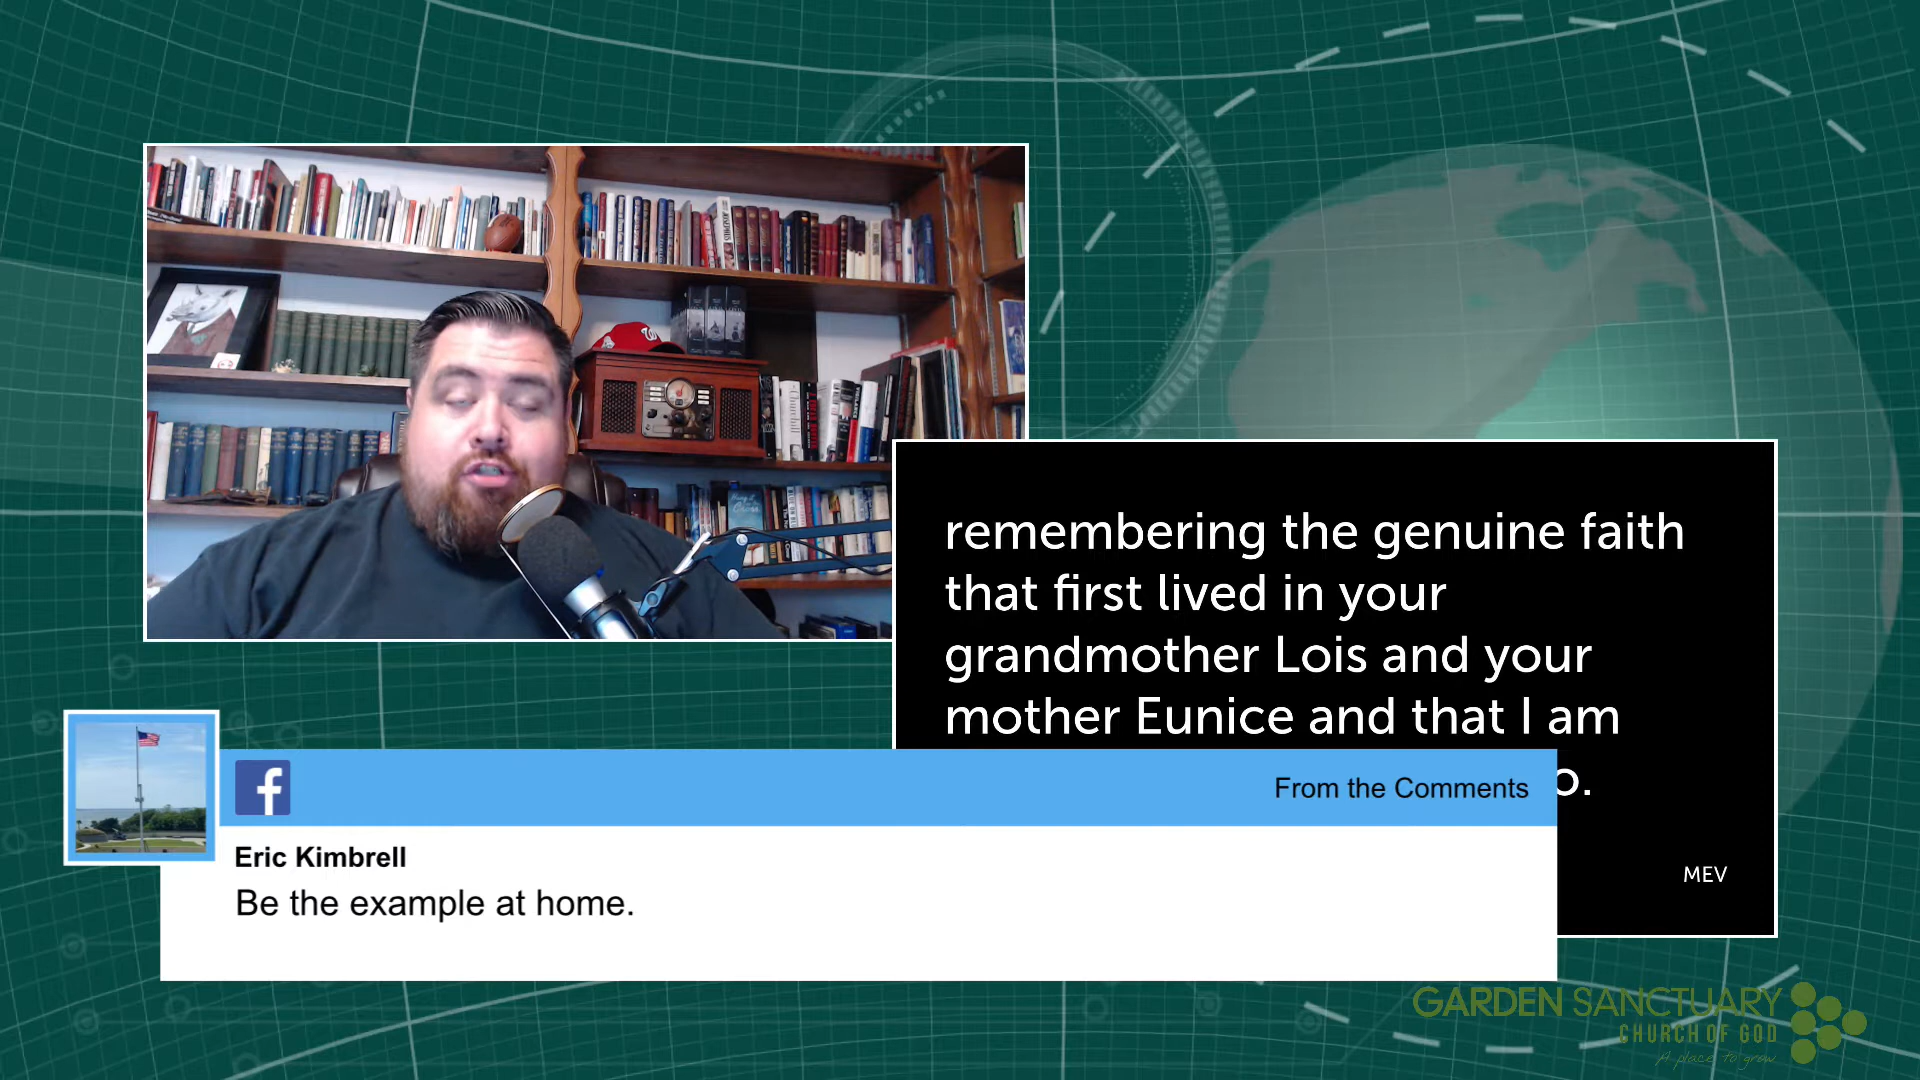 remembering the genuine faith
that first lived in your
grandmother Lois and your
mother Eunice and that I am
o.
MEV
From the Comments
Eric Kimbrell
Be the example at home.
GARDEN SANCTUARY
CHURCH OF GOD
A place to grow